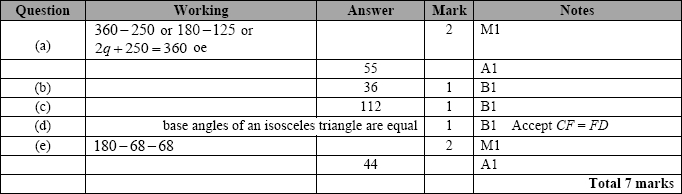 Question Working Answer Mark Notes
(a) 360 – 250 or 180 – 125 or 2 M1
2q + 250 = 360 oe
55 A1
(b) 36 1 B1
(c) 112 1 B1
(d) base angles of an isosceles triangle are equal 1 B1 Accept CF = FD
(e) 180 – 68 – 68 2 M1
44 A1
Total 7 marks